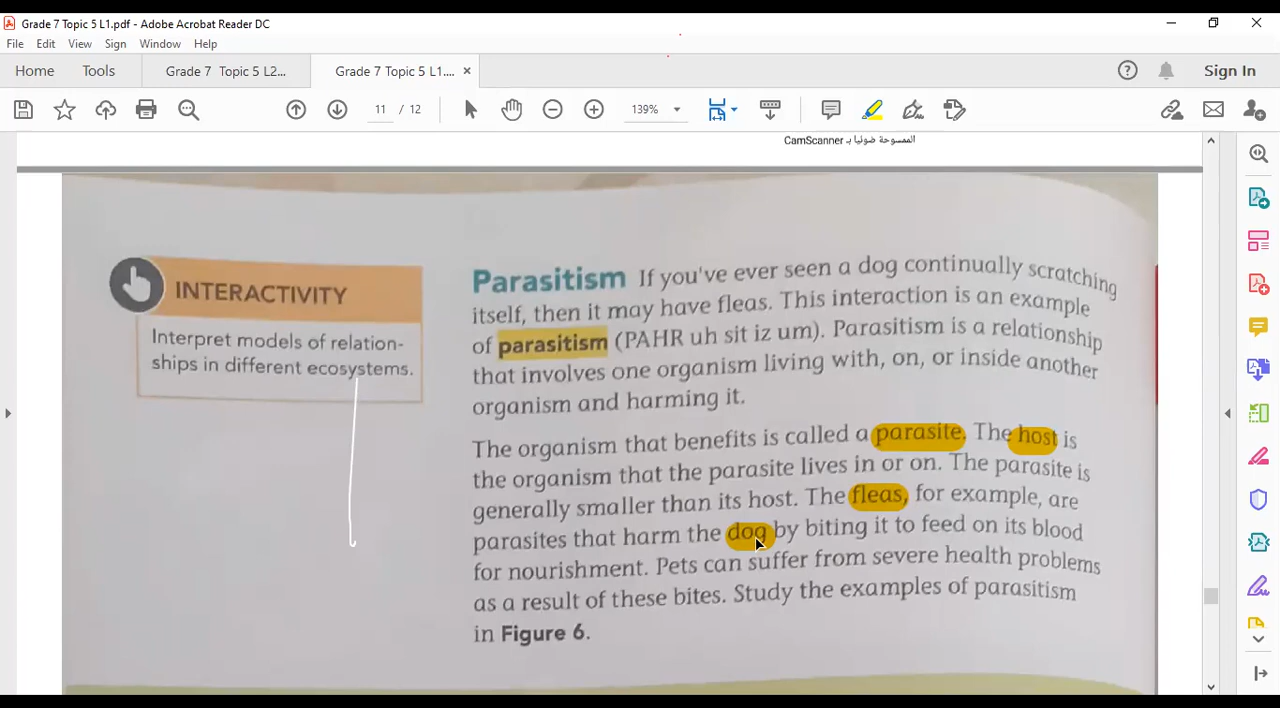 Grade 7 Topic 5 L1.pdf - Adobe Acrobat Reader DC
File Edit View Sign Window Help
Home Tools Grade 7 Topic 5 L2... Grade 7 Topic 5 L1.... × Sign In
11 / 12 139%
الممسوحة ضوئيا بـ CamScanner
INTERACTIVITY
Interpret models of relation-
ships in different ecosystems.
Parasitism If you've ever seen a dog continually scratching
itself, then it may have fleas. This interaction is an example
of parasitism (PAHR uh sit iz um). Parasitism is a relationship
that involves one organism living with, on, or inside another
organism and harming it.
The organism that benefits is called a parasite. The host is
the organism that the parasite lives in or on. The parasite is
generally smaller than its host. The fleas, for example, are
parasites that harm the dog by biting it to feed on its blood
for nourishment. Pets can suffer from severe health problems
as a result of these bites. Study the examples of parasitism
in Figure 6.